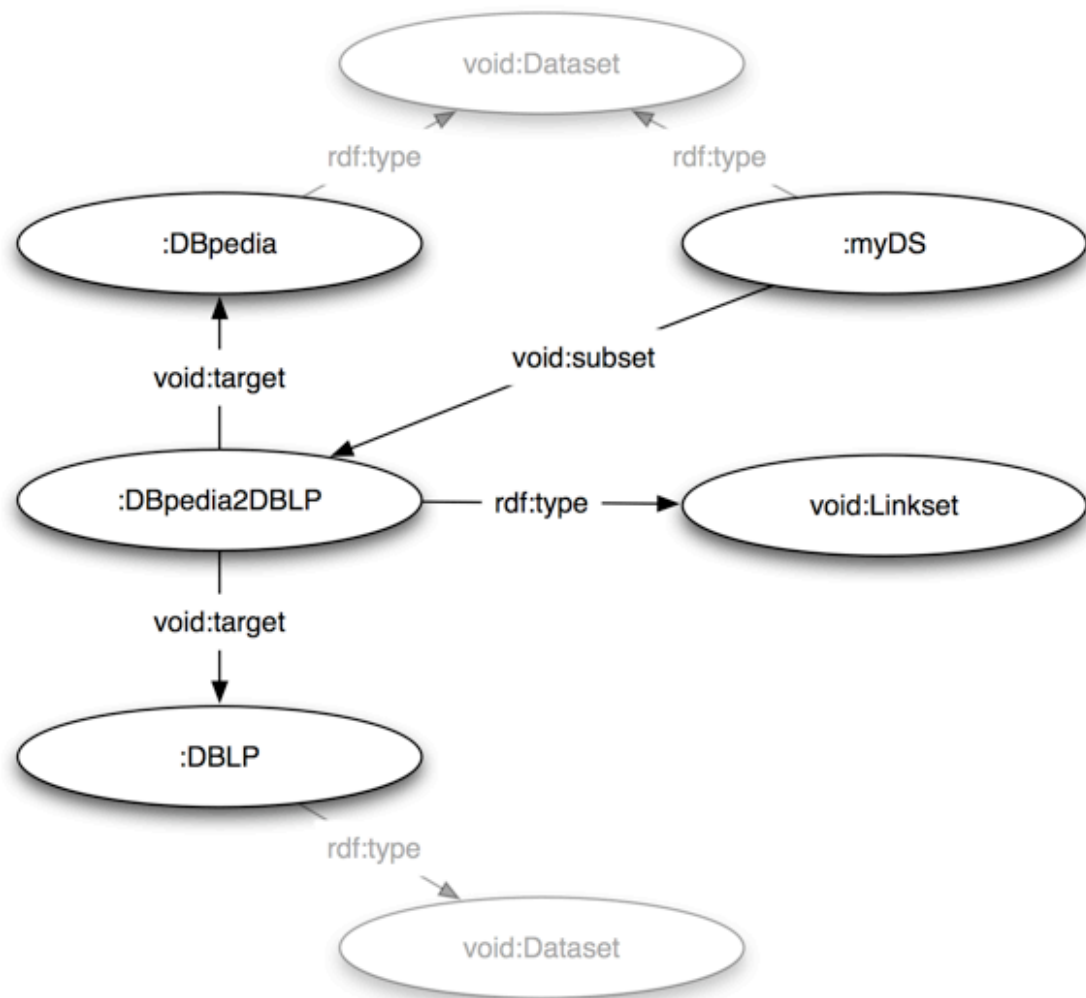 void:Dataset
rdf:type
rdf:type
:DBpedia
:myDS
void:target
void:subset
:DBpedia2DBLP
rdf:type
void:Linkset
void:target
:DBLP
rdf:type
void:Dataset